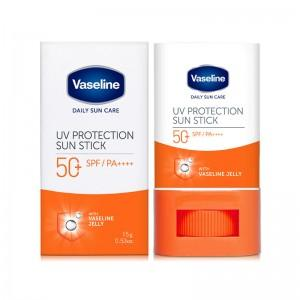 Vaseline
DAILY SUN CARE
UV PROTECTION
SUN STICK
50+ SPF / PA++++
WITH
VASELINE
JELLY
15g
0.53oz
Vaseline
DAILY SUN CARE
UV PROTECTION
SUN STICK
50+ SPF / PA++++
WITH
VASELINE JELLY